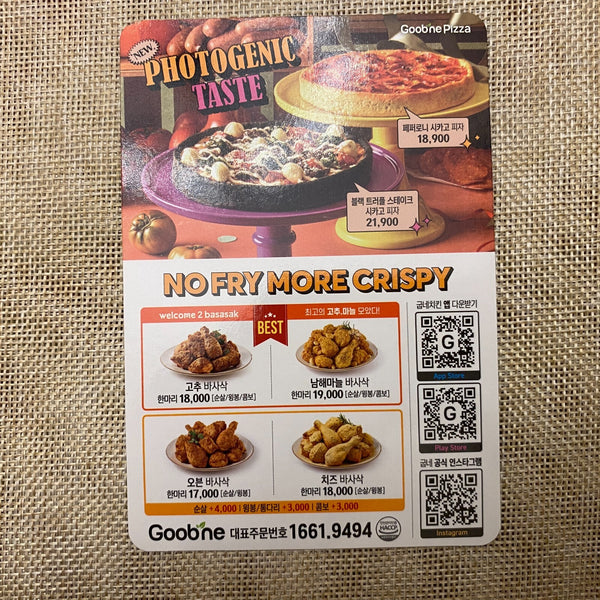 Goobne Pizza
NEW
PHOTOGENIC
TASTE
페퍼로니 시카고 피자
18,900
블랙 트러플 스테이크
시카고 피자
21,900
NO FRY MORE CRISPY
welcome 2 basasak
BEST
최고의 고추.마늘 모았다!
고추 바사삭
한마리 18,000 [순살/윙봉/콤보]
남해마늘 바사삭
한마리 19,000 [순살/윙봉/콤보]
오븐 바사삭
한마리 17,000 [순살/윙봉]
치즈 바사삭
한마리 18,000 [순살/윙봉]
순살 +4,000 | 윙봉/통다리 +3,000 | 콤보 +3,000
굽네치킨 앱 다운받기
G
App Store
G
Play Store
굽네 공식 인스타그램
Instagram
Goobne 대표주문번호 1661.9494
HACCP